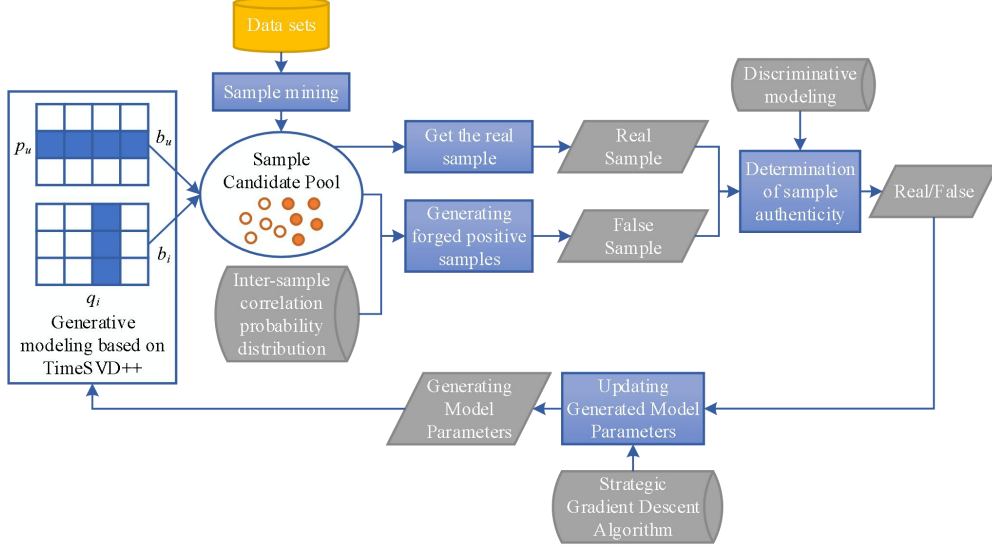 Data sets
Sample mining
p_u
b_u
b_i
q_i
Generative
modeling based on
TimeSVD++
Sample
Candidate Pool
Inter-sample
correlation
probability
distribution
Get the real
sample
Generating
forged positive
samples
Real
Sample
False
Sample
Discriminative
modeling
Determination
of sample
authenticity
Real/False
Generating
Model
Parameters
Updating
Generated Model
Parameters
Strategic
Gradient Descent
Algorithm